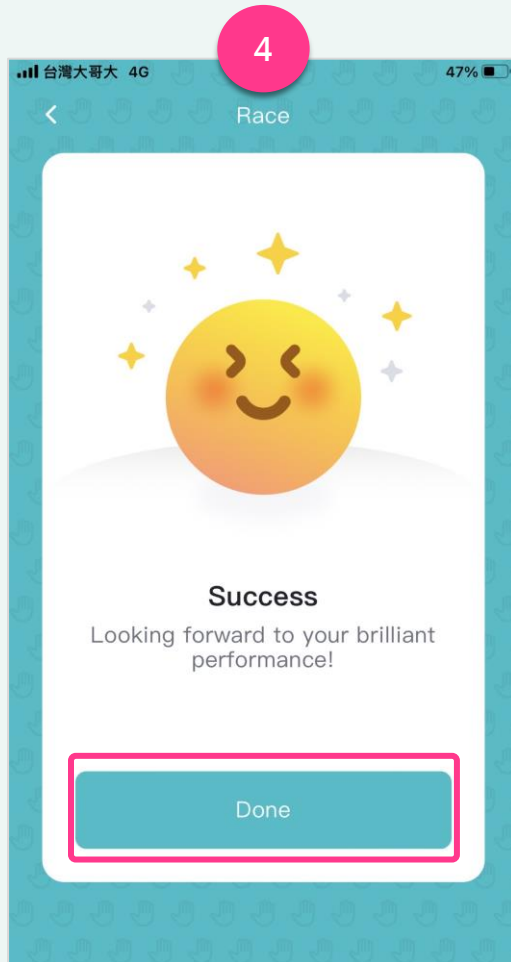 4
台灣大哥大 4G
47%
Race
Success
Looking forward to your brilliant
performance!
Done